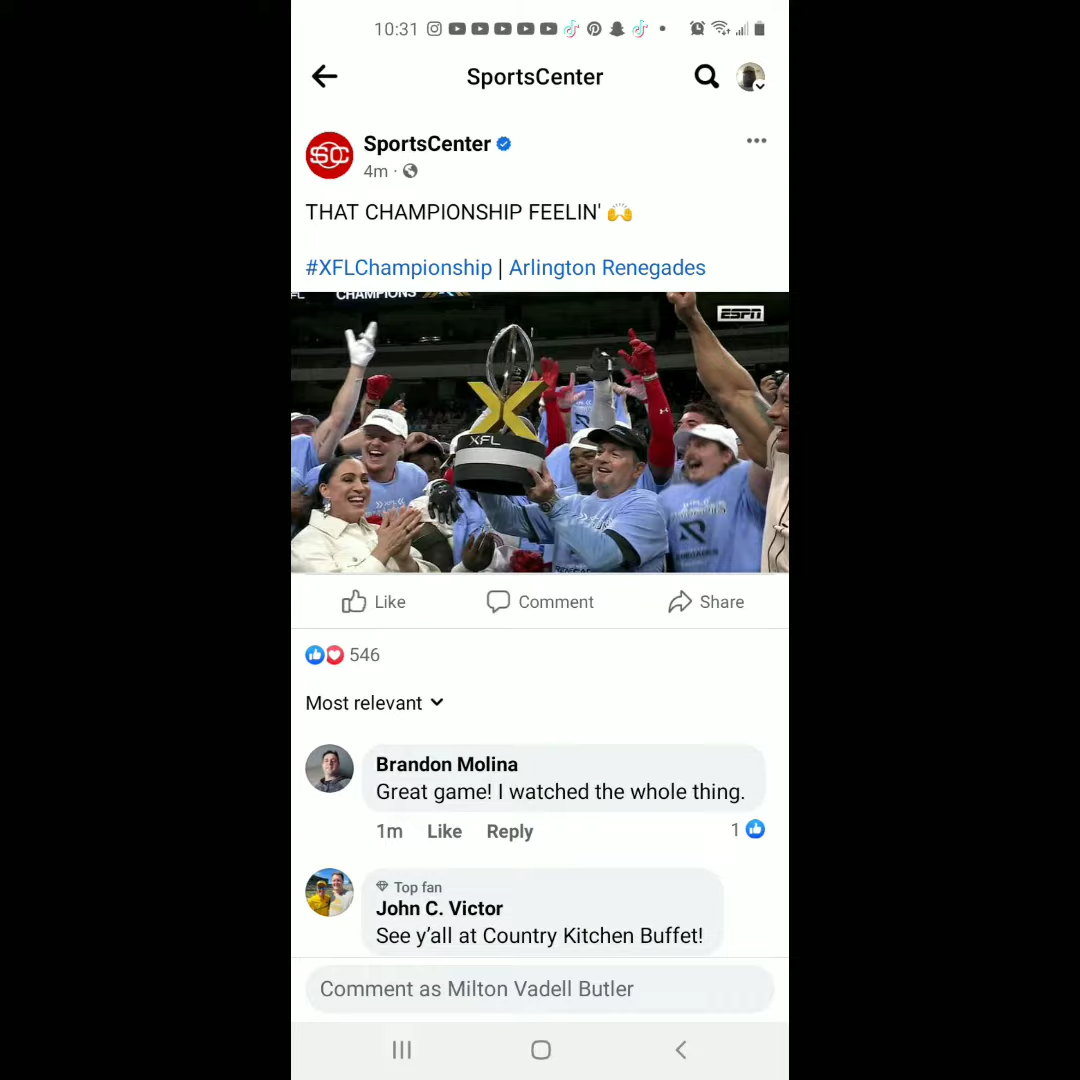 10:31
SportsCenter
SC
SportsCenter
4m ·
THAT CHAMPIONSHIP FEELIN' 🙌
#XFLChampionship | Arlington Renegades
FL CHAMPIONS
ESPN
XFL
Like Comment Share
546
Most relevant
Brandon Molina
Great game! I watched the whole thing.
1m Like Reply 1
Top fan
John C. Victor
See y’all at Country Kitchen Buffet!
Comment as Milton Vadell Butler